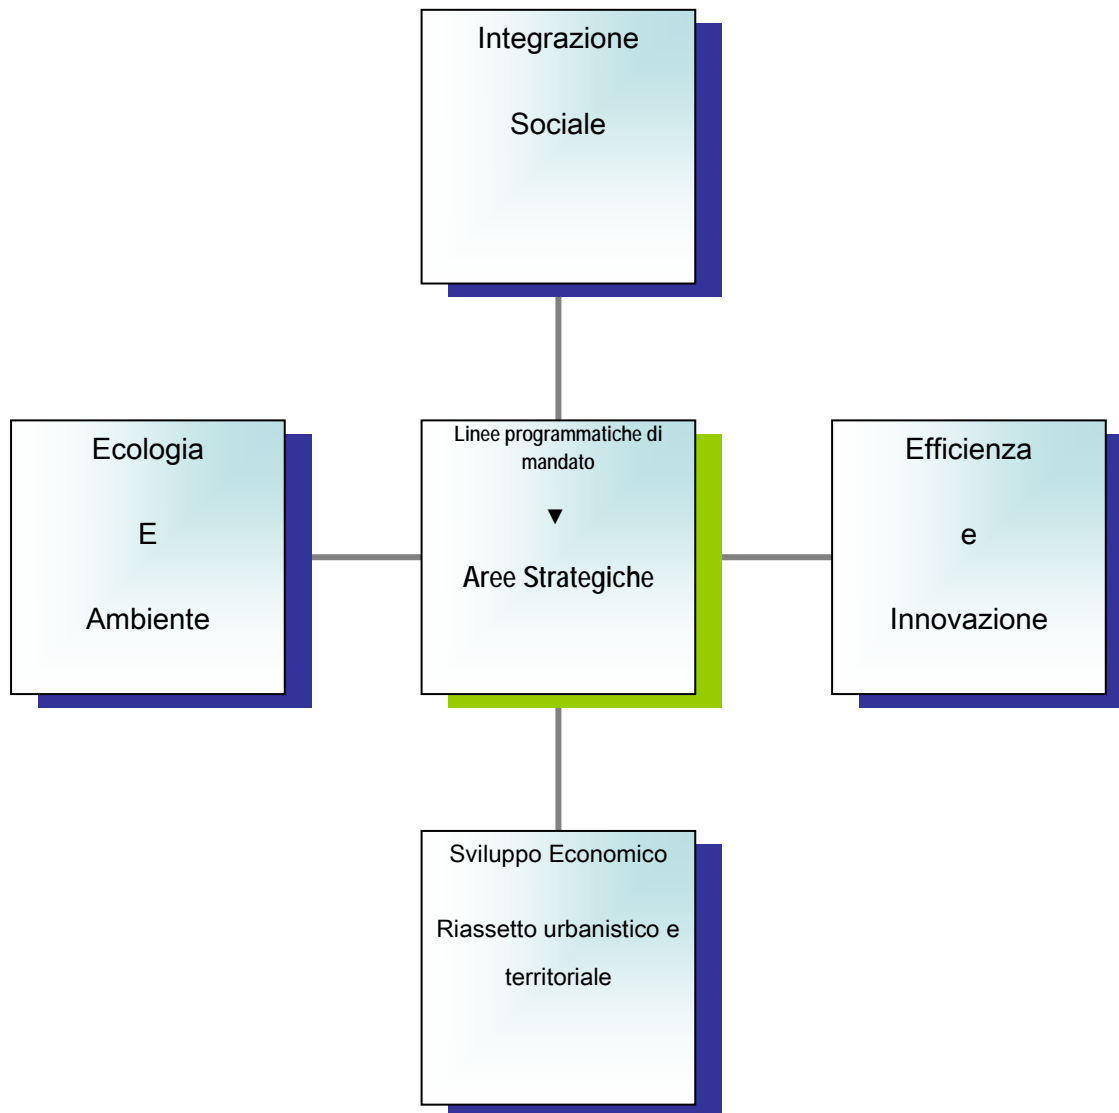 Integrazione
Sociale
Ecologia
E
Ambiente
Linee programmatiche di
mandato
▼
Aree Strategiche
Efficienza
e
Innovazione
Sviluppo Economico
Riassetto urbanistico e
territoriale